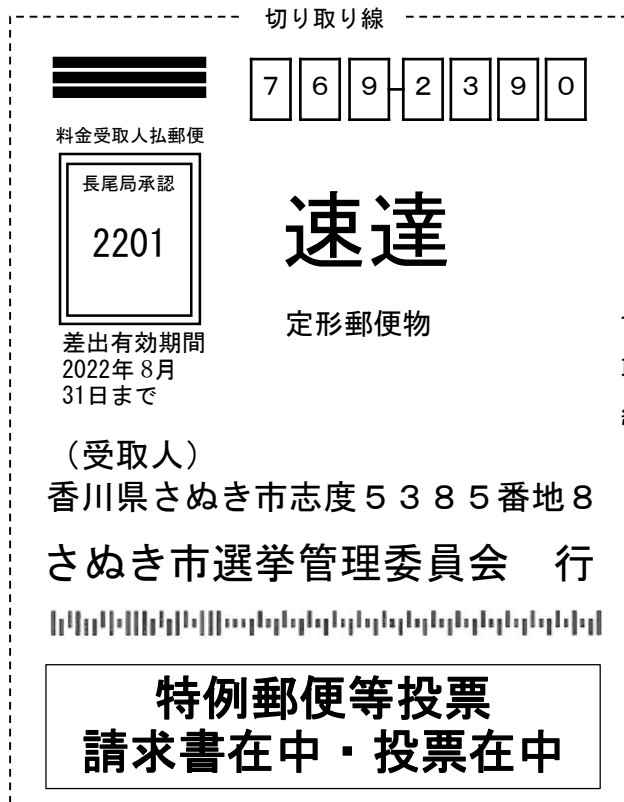 切り取り線
769-2390
料金受取人払郵便
長尾局承認
2201
速達
定形郵便物
差出有効期間
2022年8月
31日まで
（受取人）
香川県さぬき市志度５３８５番地８
さぬき市選挙管理委員会　行
特例郵便等投票
請求書在中・投票在中